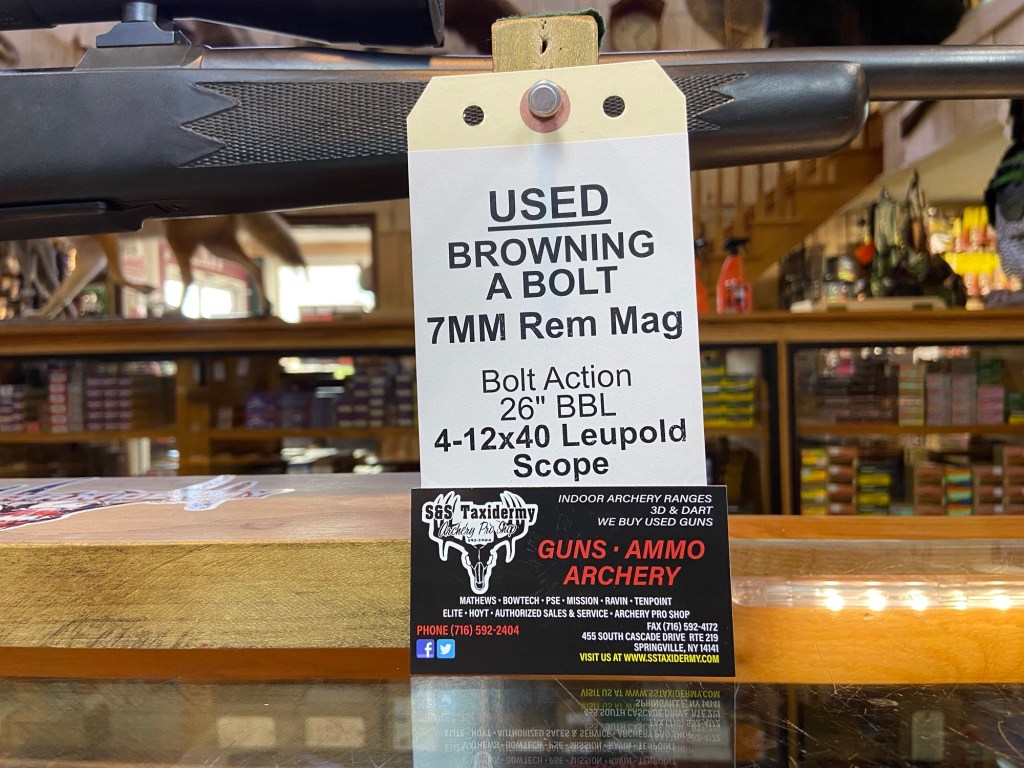 USED
BROWNING
A BOLT
7MM Rem Mag
Bolt Action
26" BBL
4-12x40 Leupold
Scope
S&S Taxidermy
Archery Pro Shop
592-2404
INDOOR ARCHERY RANGES
3D & DART
WE BUY USED GUNS
GUNS · AMMO
ARCHERY
MATHEWS · BOWTECH · PSE · MISSION · RAVIN · TENPOINT
ELITE · HOYT · AUTHORIZED SALES & SERVICE · ARCHERY PRO SHOP
PHONE (716) 592-2404
FAX (716) 592-4172
455 SOUTH CASCADE DRIVE RTE 219
SPRINGVILLE, NY 14141
VISIT US AT WWW.SSTAXIDERMY.COM